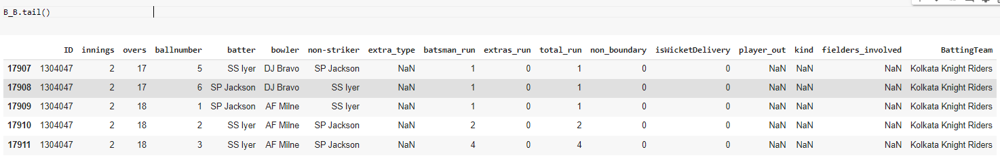 B_B.tail()
ID innings overs ballnumber batter bowler non-striker extra_type batsman_run extras_run total_run non_boundary isWicketDelivery player_out kind fielders_involved BattingTeam
17907 1304047 2 17 5 SS Iyer DJ Bravo SP Jackson NaN 1 0 1 0 0 NaN NaN NaN Kolkata Knight Riders
17908 1304047 2 17 6 SP Jackson DJ Bravo SS Iyer NaN 1 0 1 0 0 NaN NaN NaN Kolkata Knight Riders
17909 1304047 2 18 1 SP Jackson AF Milne SS Iyer NaN 1 0 1 0 0 NaN NaN NaN Kolkata Knight Riders
17910 1304047 2 18 2 SS Iyer AF Milne SP Jackson NaN 2 0 2 0 0 NaN NaN NaN Kolkata Knight Riders
17911 1304047 2 18 3 SS Iyer AF Milne SP Jackson NaN 4 0 4 0 0 NaN NaN NaN Kolkata Knight Riders